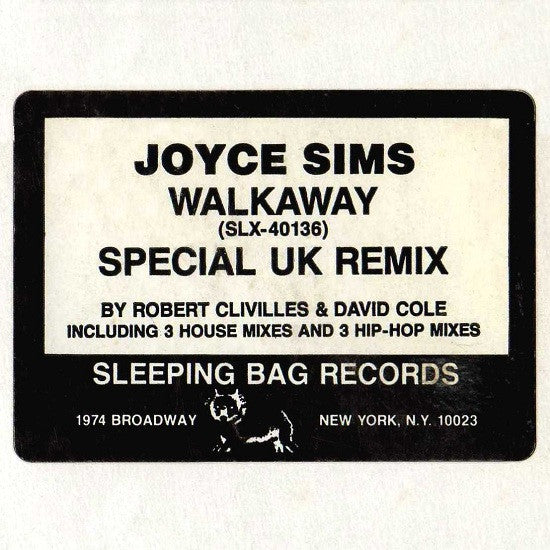 JOYCE SIMS
WALKAWAY
(SLX-40136)
SPECIAL UK REMIX
BY ROBERT CLIVILLES & DAVID COLE
INCLUDING 3 HOUSE MIXES AND 3 HIP-HOP MIXES
SLEEPING BAG RECORDS
1974 BROADWAY NEW YORK, N.Y. 10023